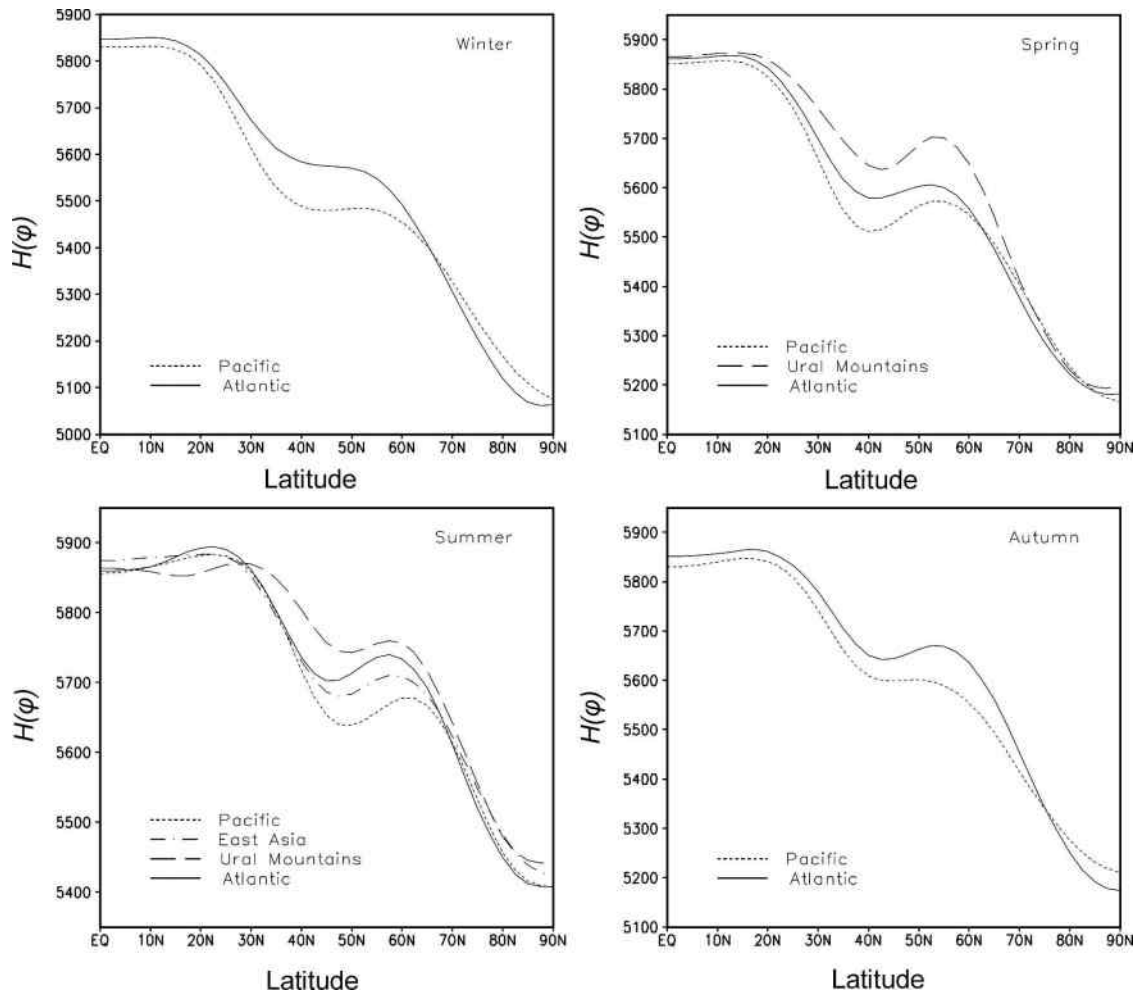 Winter
5900
5800
5700
5600
5500
5400
5300
5200
5100
5000
H(φ)
Pacific
Atlantic
EQ 10N 20N 30N 40N 50N 60N 70N 80N 90N
Latitude
Spring
5900
5800
5700
5600
5500
5400
5300
5200
5100
H(φ)
Pacific
Ural Mountains
Atlantic
EQ 10N 20N 30N 40N 50N 60N 70N 80N 90N
Latitude
Summer
5900
5800
5700
5600
5500
5400
H(φ)
Pacific
East Asia
Ural Mountains
Atlantic
EQ 10N 20N 30N 40N 50N 60N 70N 80N 90N
Latitude
Autumn
5900
5800
5700
5600
5500
5400
5300
5200
5100
H(φ)
Pacific
Atlantic
EQ 10N 20N 30N 40N 50N 60N 70N 80N 90N
Latitude